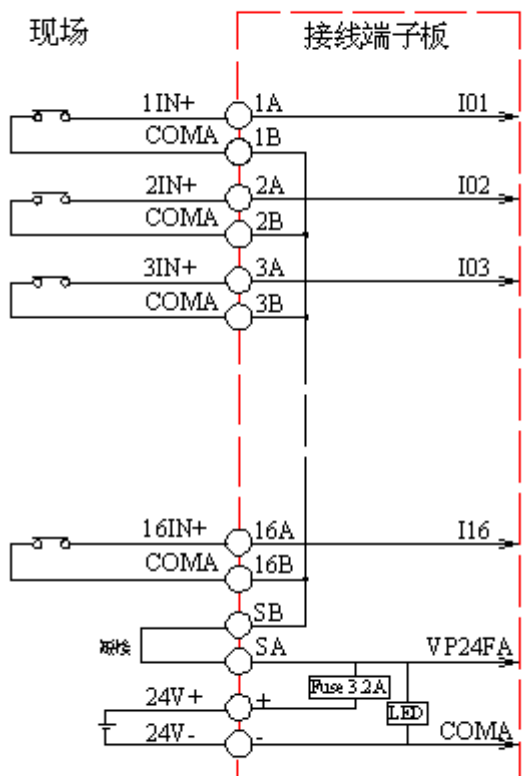 现场 接线端子板
1IN+ 1A I01
COMA 1B
2IN+ 2A I02
COMA 2B
3IN+ 3A I03
COMA 3B
16IN+ 16A I16
COMA 16B
SB
SA VP24FA
Fuse 3.2A
24V+ +
LED
24V- - COMA